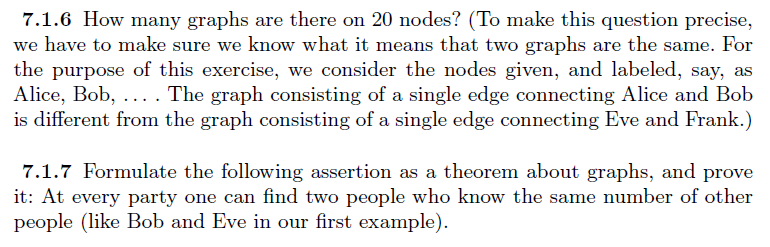 7.1.6 How many graphs are there on 20 nodes? (To make this question precise,
we have to make sure we know what it means that two graphs are the same. For
the purpose of this exercise, we consider the nodes given, and labeled, say, as
Alice, Bob, ... . The graph consisting of a single edge connecting Alice and Bob
is different from the graph consisting of a single edge connecting Eve and Frank.)
7.1.7 Formulate the following assertion as a theorem about graphs, and prove
it: At every party one can find two people who know the same number of other
people (like Bob and Eve in our first example).